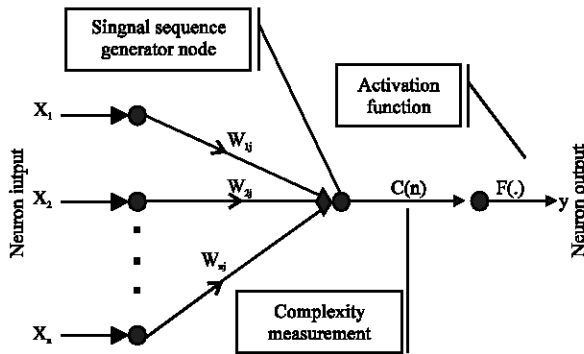 Singnal sequence
generator node
Activation
function
X1
W1j
Neuron iutput
X2
W2j
C(n)
F(.)
y
Neuron output
Wnj
Complexity
measurement
Xn